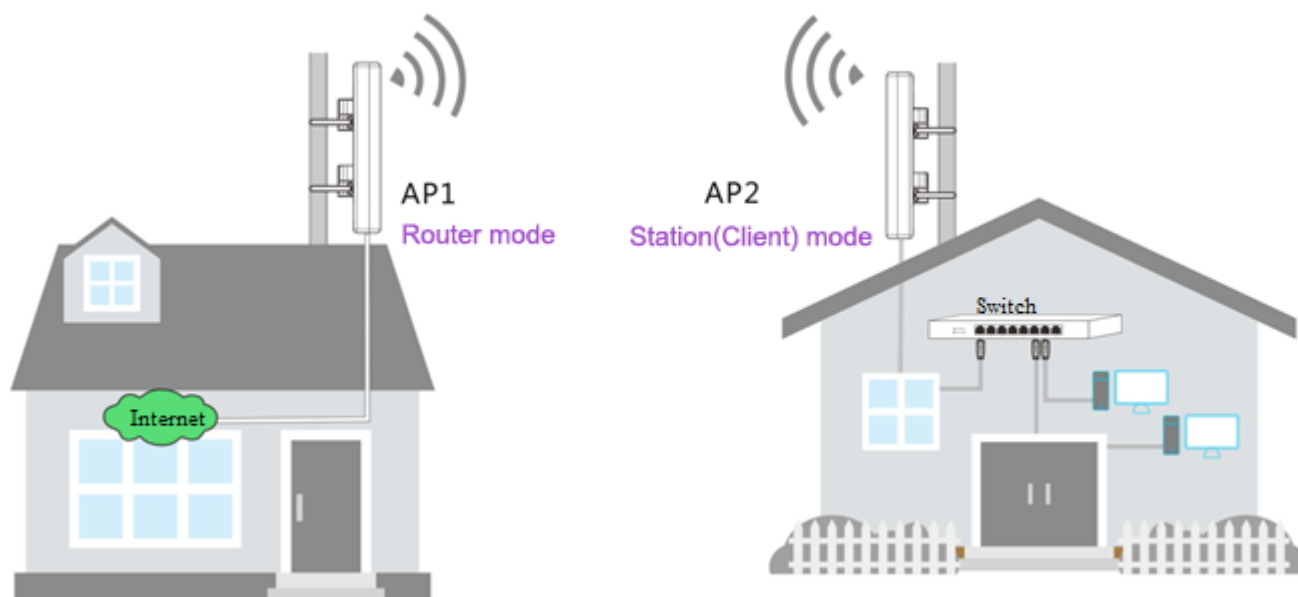 AP1
Router mode
AP2
Station(Client) mode
Switch
Internet